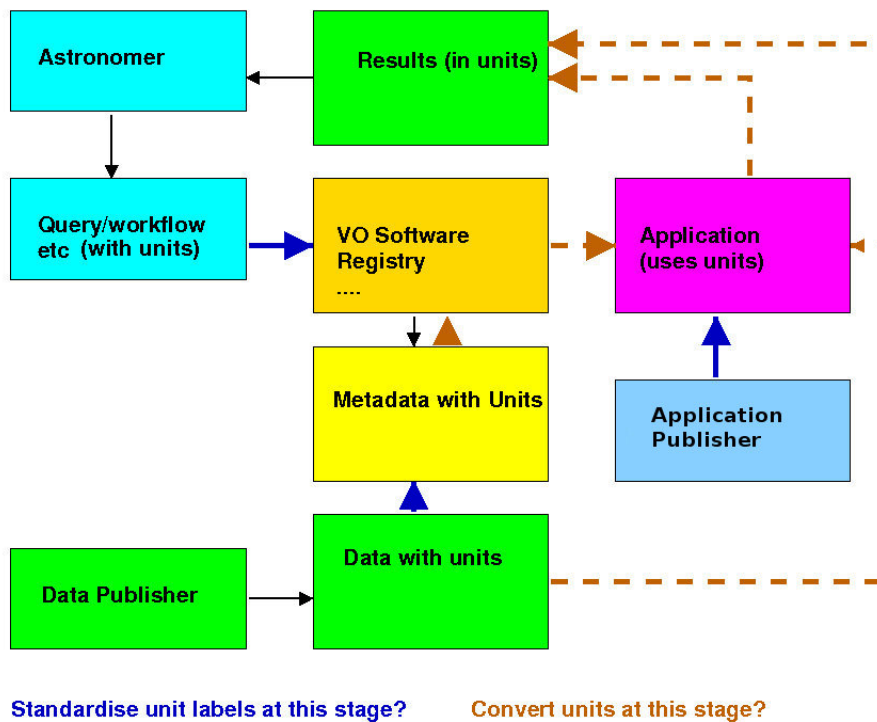 Astronomer
Results (in units)
Query/workflow
etc (with units)
VO Software
Registry
....
Application
(uses units)
Metadata with Units
Application
Publisher
Data with units
Data Publisher
Standardise unit labels at this stage?
Convert units at this stage?